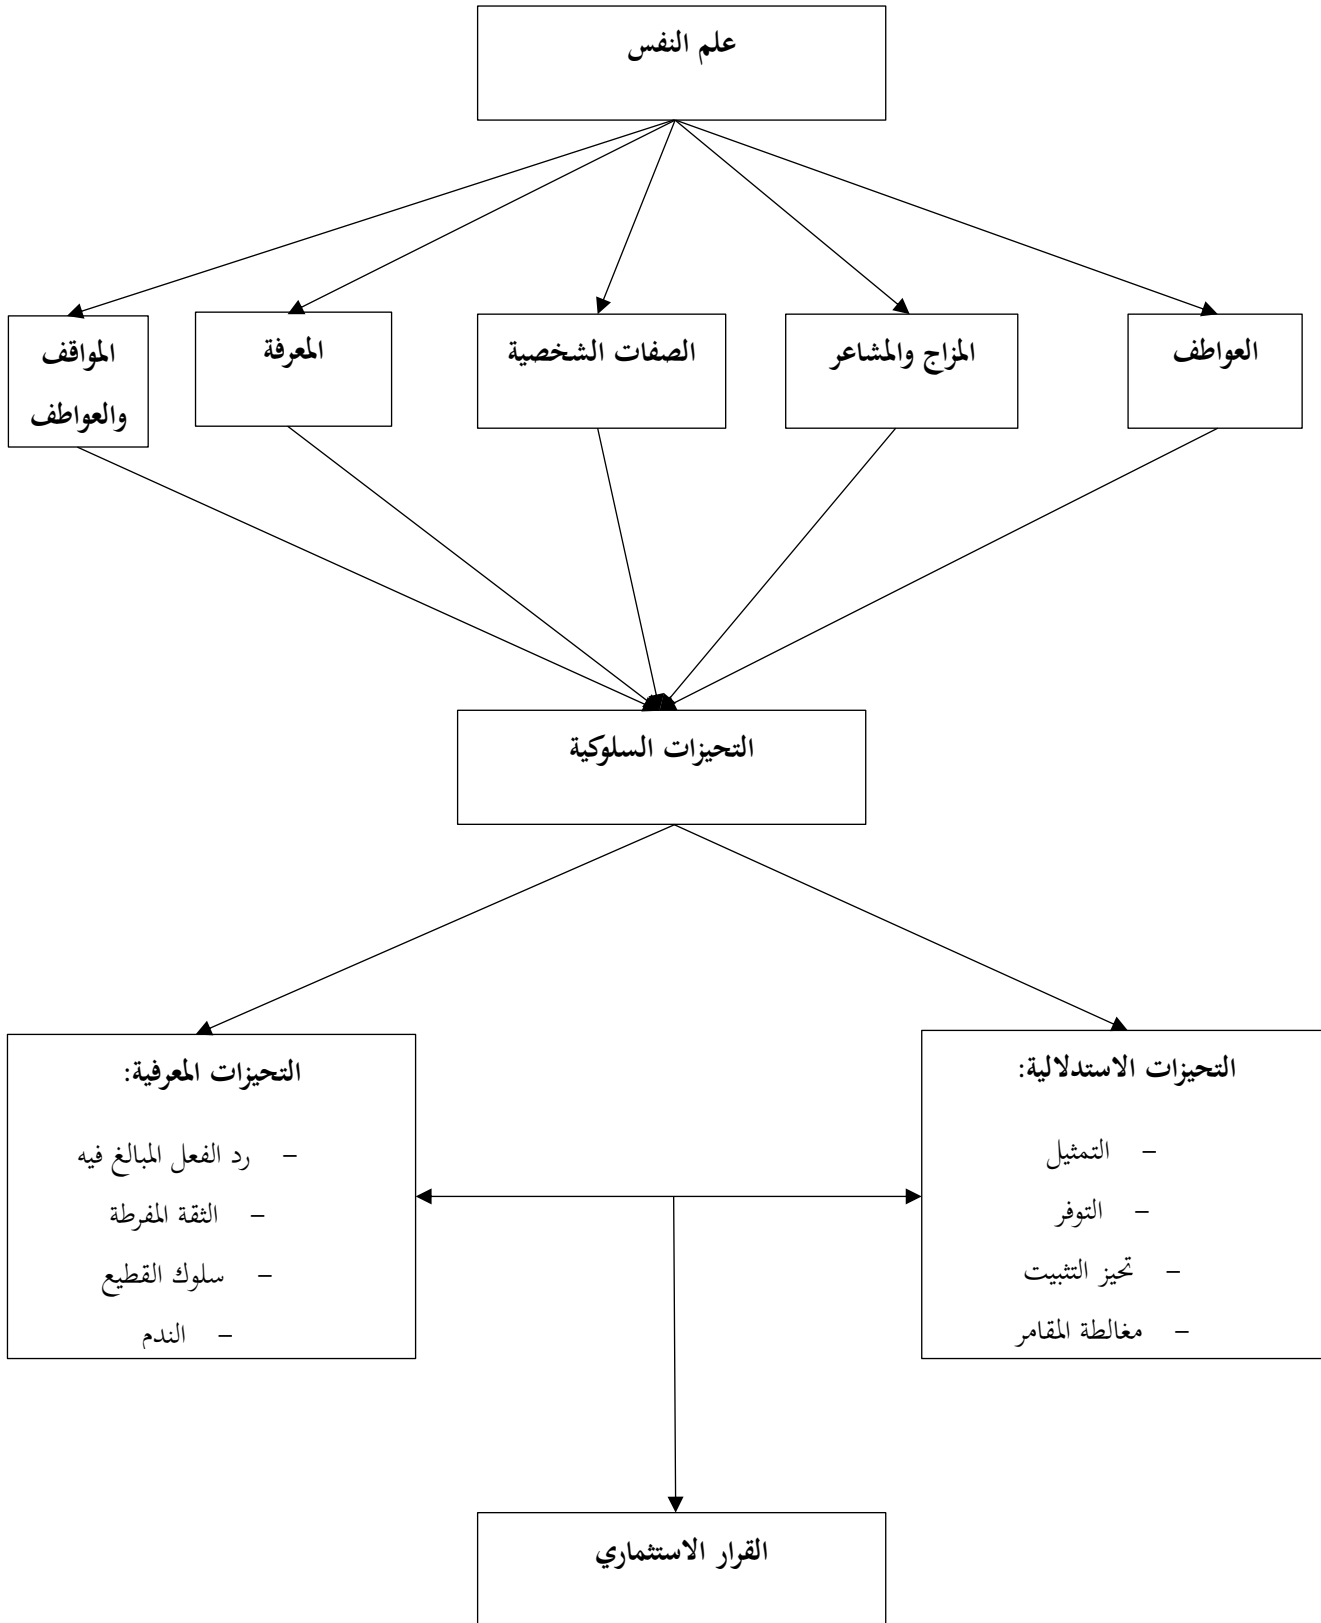 علم النفس
العواطف
المزاج والمشاعر
الصفات الشخصية
المعرفة
المواقف
والعواطف
التحيزات السلوكية
التحيزات الاستدلالية:
– التمثيل
– التوفر
– تحيز التثبيت
– مغالطة المقامر
التحيزات المعرفية:
– رد الفعل المبالغ فيه
– الثقة المفرطة
– سلوك القطيع
– الندم
القرار الاستثماري